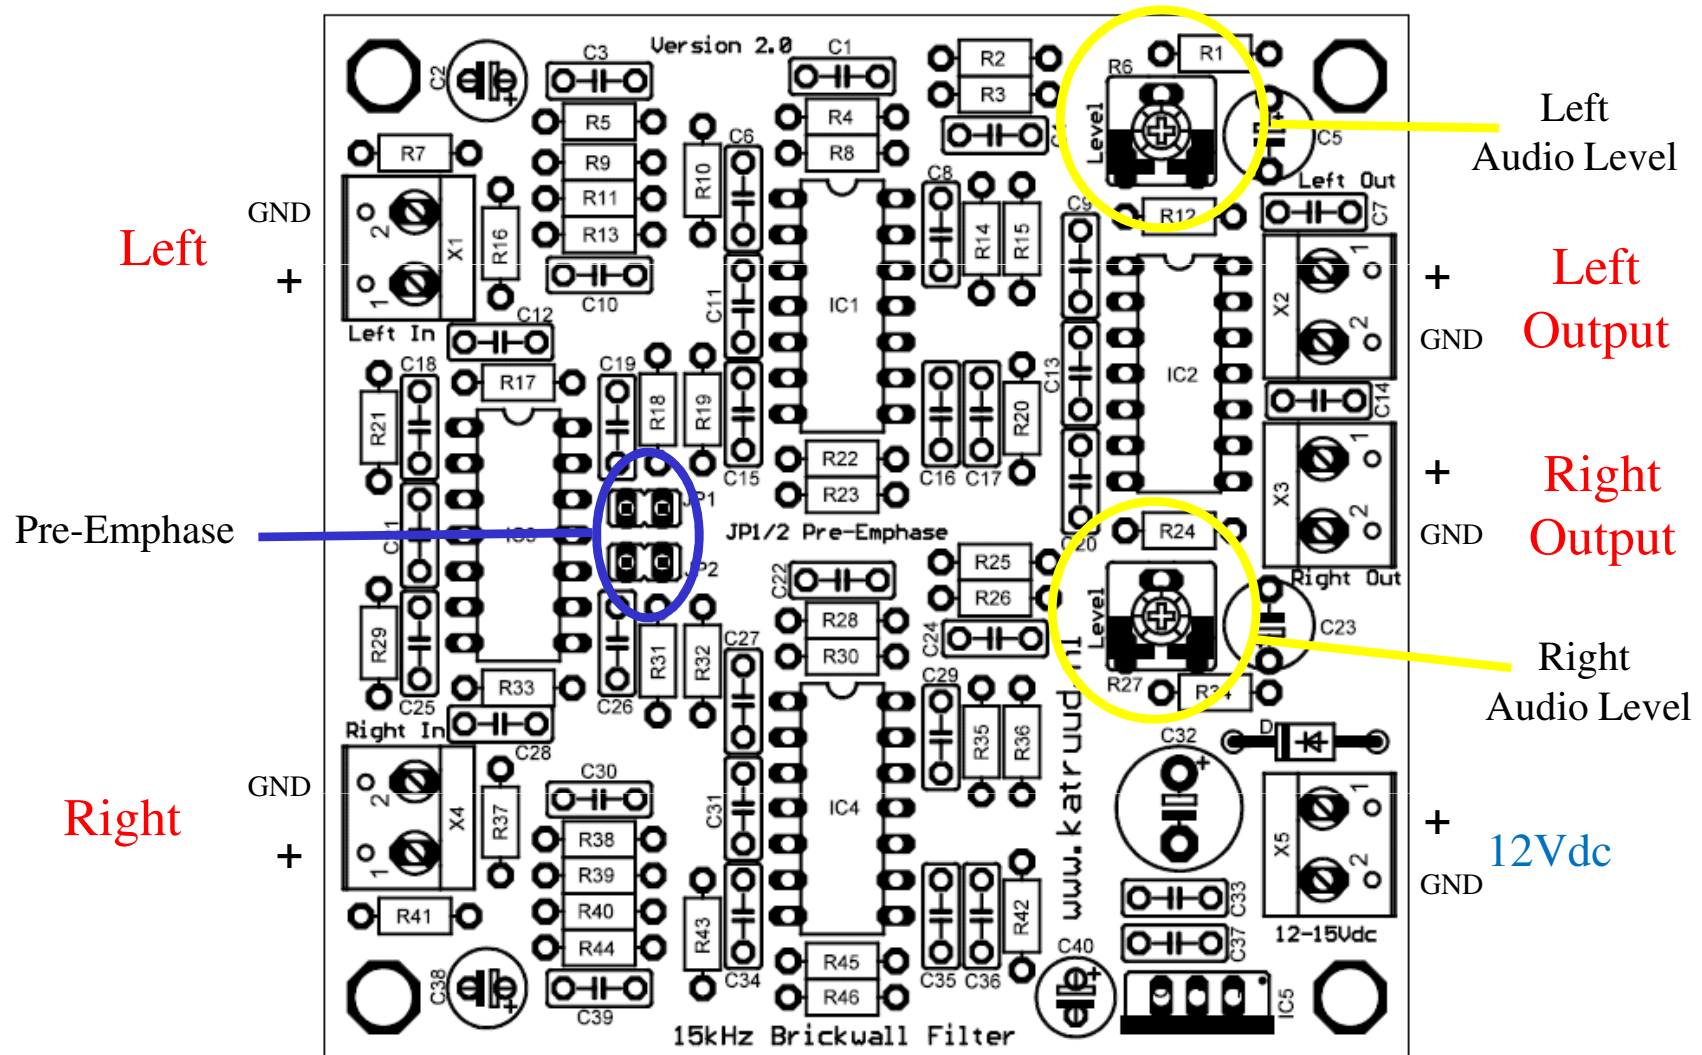 Version 2.0
C2
C3
C1
R2
R3
R1
R6
Level
C5
Left
Audio Level
R5
R4
R8
R7
R9
R11
R13
R10
C6
C8
R14
R15
C9
R12
Left Out
C7
GND
Left
+
2
1
X1
R16
Left In
C10
C11
IC1
IC2
X2
1
2
+
GND
Left
Output
C12
C18
R17
C19
R18
R19
R21
C15
C16
C17
R20
C13
C14
R22
R23
JP1
JP1/2 Pre-Emphase
JP2
Pre-Emphase
C20
R24
X3
1
2
+
GND
Right
Output
Right Out
R25
R26
C22
C24
R28
R30
Level
R27
C23
Right
Audio Level
R29
C25
R33
C26
R31
R32
C27
C29
R35
R36
R34
Right In
C28
GND
Right
+
2
1
X4
R37
C30
R38
R39
R40
R44
C31
IC4
www.katruud.nl
C32
+
D
X5
1
2
+
12Vdc
GND
12-15Vdc
R41
C38
+
C39
R43
C34
R45
R46
C35
C36
R42
C33
C37
C40
+
IC5
15kHz Brickwall Filter